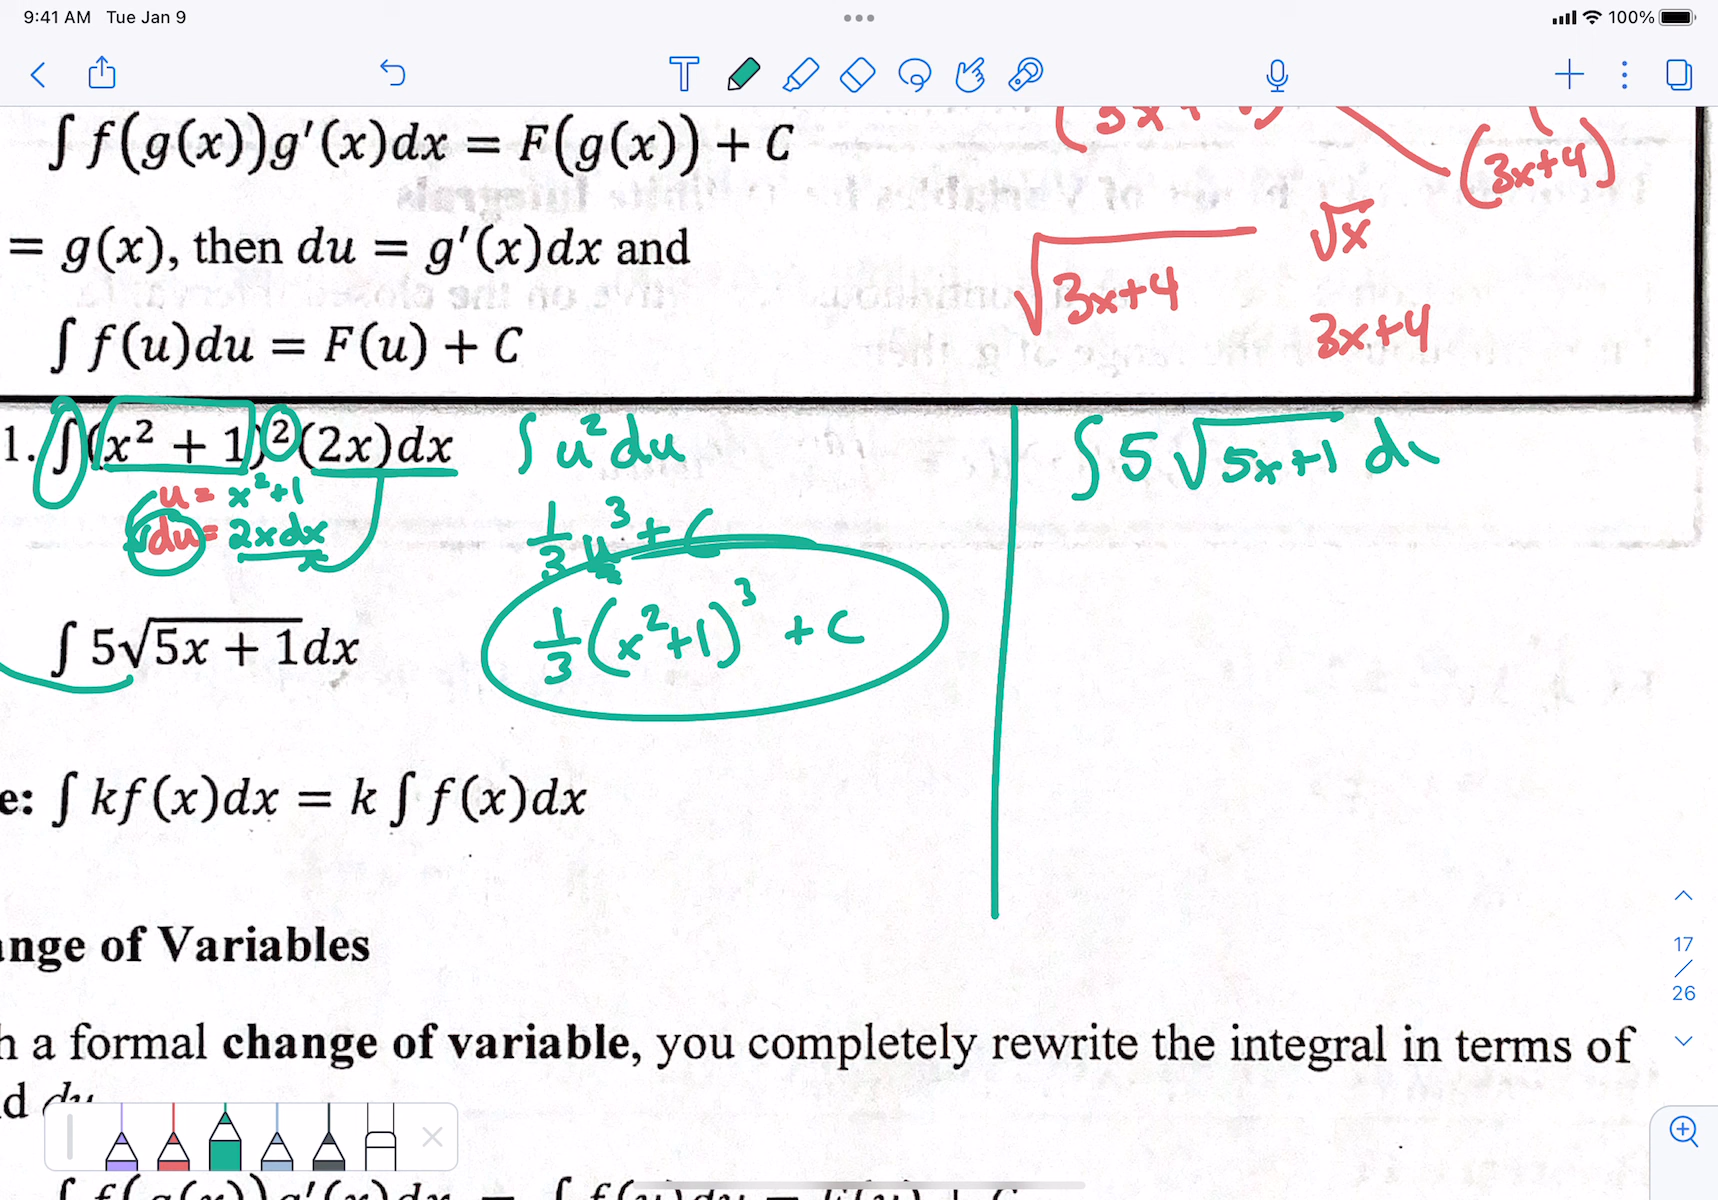 9:41 AM Tue Jan 9
100%
∫ f(g(x))g′(x)dx = F(g(x)) + C
(3x+4)
= g(x), then du = g′(x)dx and
√x
√3x+4
3x+4
∫ f(u)du = F(u) + C
1. ∫(x² + 1)²(2x)dx
∫u²du
u = x²+1
du = 2xdx
1/3 u³ + C
1/3 (x²+1)³ + C
∫ 5√5x+1 d
∫ 5√5x + 1dx
e: ∫ kf(x)dx = k ∫ f(x)dx
nge of Variables
17
/
26
h a formal change of variable, you completely rewrite the integral in terms of
d du